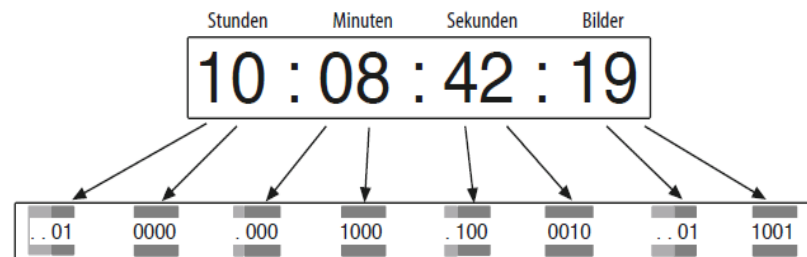 Stunden Minuten Sekunden Bilder
10 : 08 : 42 : 19
. . 01 0000 . 000 1000 . 100 0010 . . 01 1001